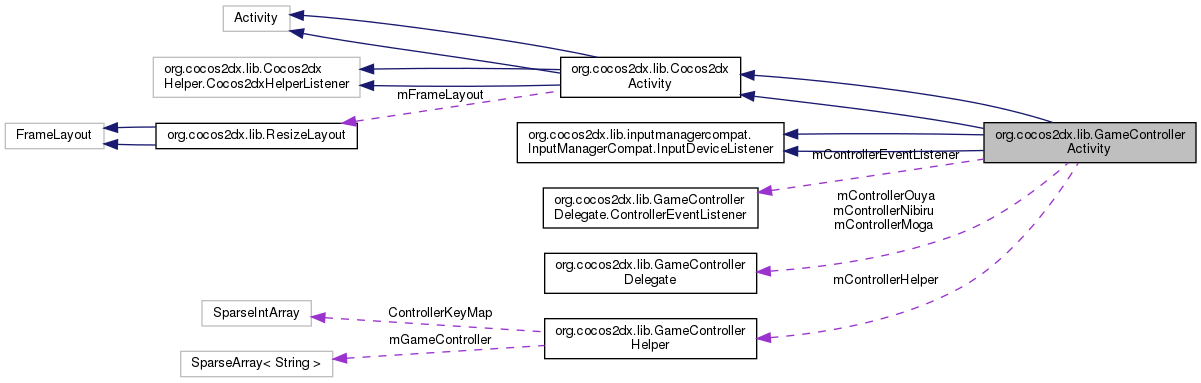 Activity
org.cocos2dx.lib.Cocos2dx
Helper.Cocos2dxHelperListener
org.cocos2dx.lib.Cocos2dx
Activity
mFrameLayout
FrameLayout
org.cocos2dx.lib.ResizeLayout
org.cocos2dx.lib.inputmanagercompat.
InputManagerCompat.InputDeviceListener
org.cocos2dx.lib.GameController
Activity
mControllerEventListener
org.cocos2dx.lib.GameController
Delegate.ControllerEventListener
mControllerOuya
mControllerNibiru
mControllerMoga
org.cocos2dx.lib.GameController
Delegate
mControllerHelper
SparseIntArray
ControllerKeyMap
org.cocos2dx.lib.GameController
Helper
mGameController
SparseArray< String >